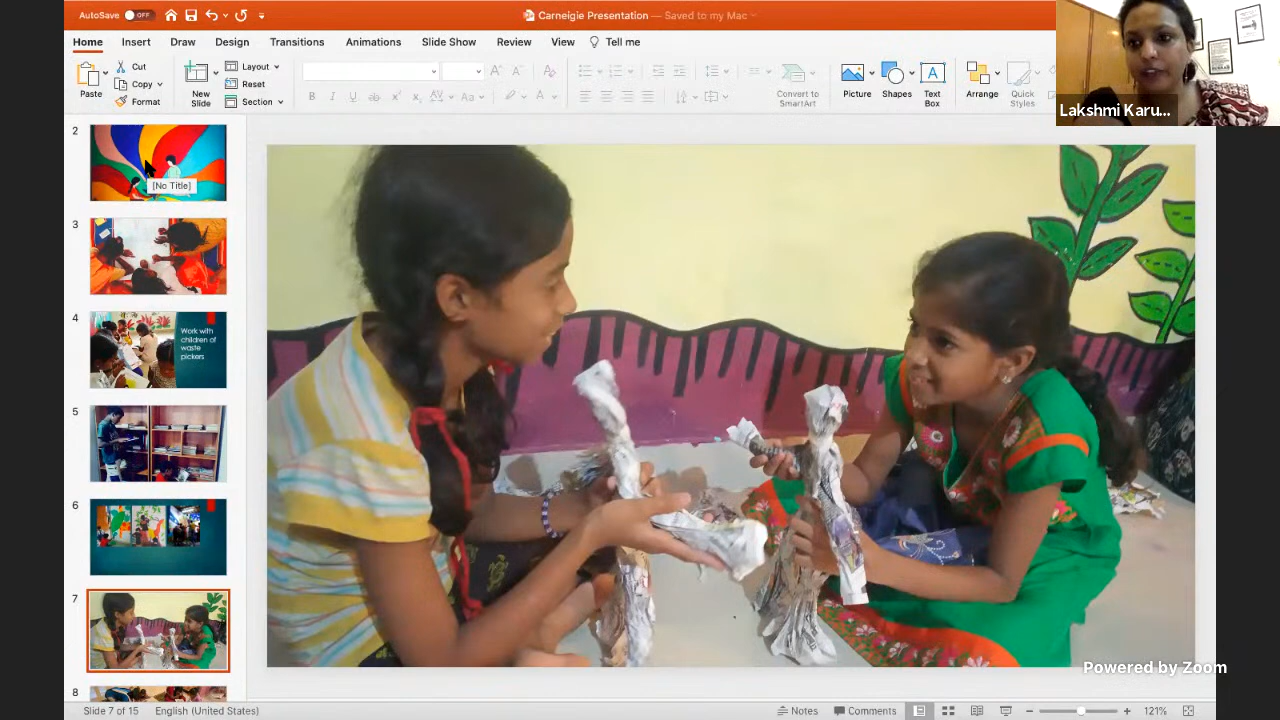 AutoSave OFF
Carneigie Presentation — Saved to my Mac
Home Insert Draw Design Transitions Animations Slide Show Review View Tell me
Paste
Cut
Copy
Format
New
Slide
Layout
Reset
Section
B I U ab
Aa
Convert to
SmartArt
Picture
Shapes
Text
Box
Arrange
Quick
Styles
Lakshmi Karu...
2
[No Title]
3
4
Work with
children of
waste
pickers
5
6
7
8
Powered by Zoom
Slide 7 of 15 English (United States) Notes Comments 121%